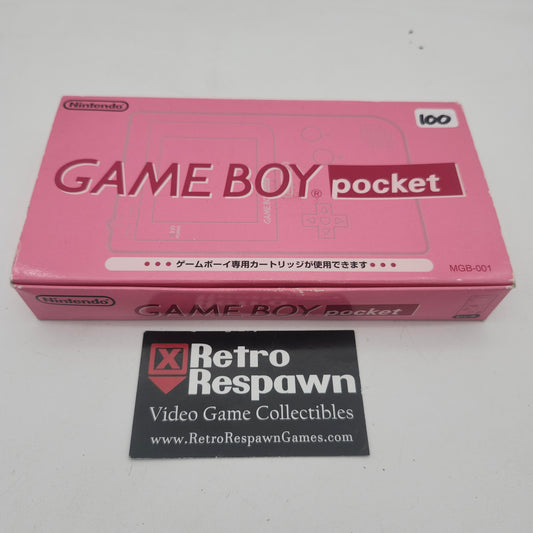 Nintendo
100
GAME BOY® pocket
•••ゲームボーイ専用カートリッジが使用できます•••
MGB-001
Nintendo
GAME BOY® pocket
Retro
Respawn
Video Game Collectibles
www.RetroRespawnGames.com